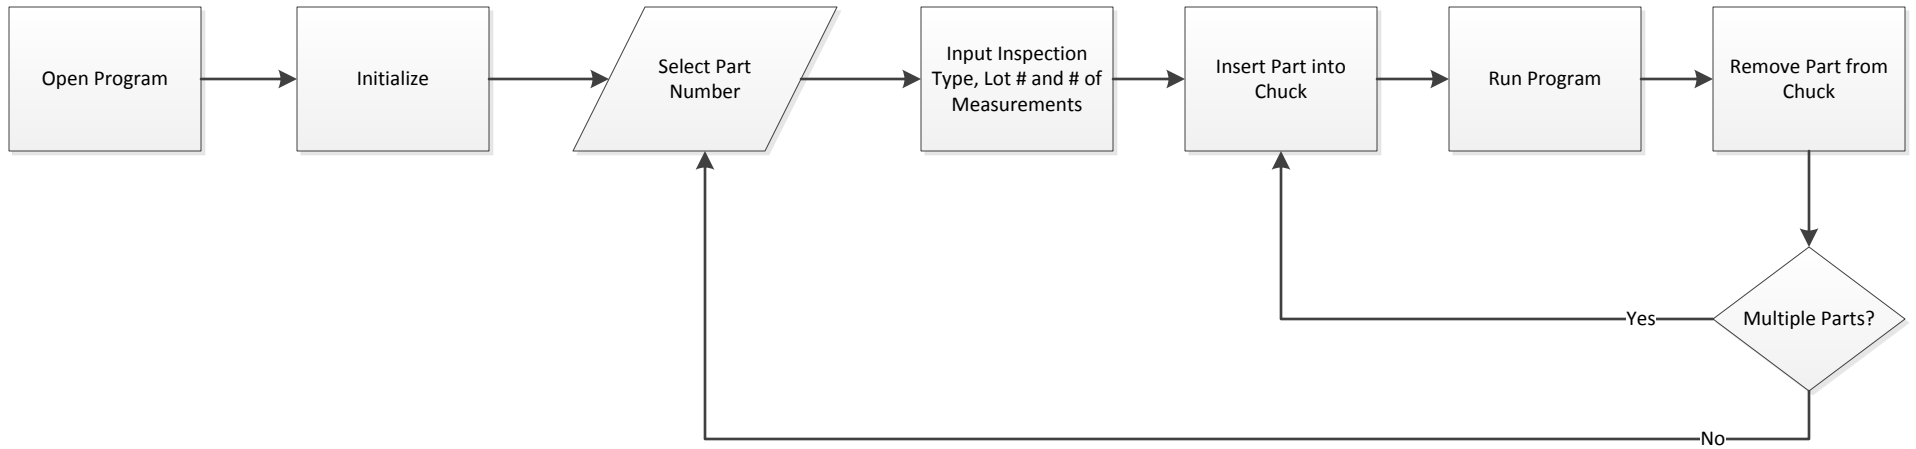 Open Program
Initialize
Select Part
Number
Input Inspection
Type, Lot # and # of
Measurements
Insert Part into
Chuck
Run Program
Remove Part from
Chuck
Multiple Parts?
Yes
No